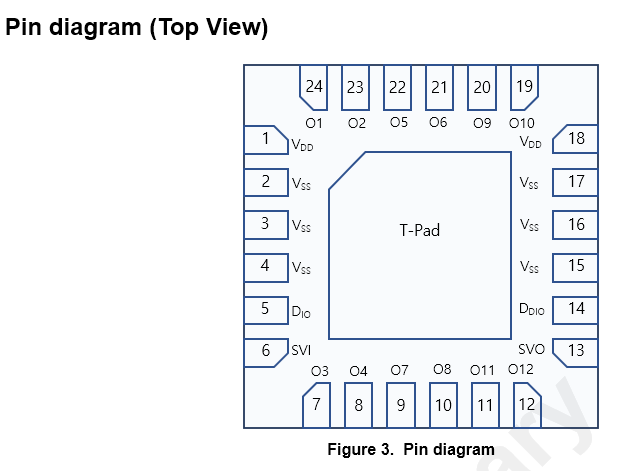 Pin diagram (Top View)
24 23 22 21 20 19
O1 O2 O5 O6 O9 O10
1 VDD VDD 18
2 VSS VSS 17
3 VSS VSS 16
T-Pad
4 VSS VSS 15
5 DIO DDIO 14
6 SVI SVO 13
O3 O4 O7 O8 O11 O12
7 8 9 10 11 12
Figure 3. Pin diagram
ary